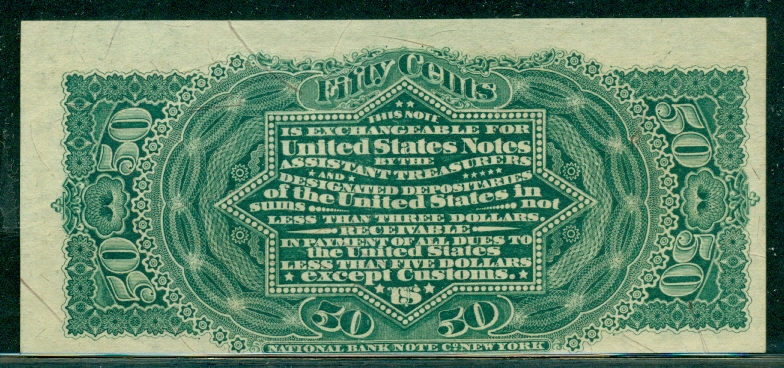 Fifty Cents
50
50
THIS NOTE
IS EXCHANGEABLE FOR
United States Notes
BY THE
ASSISTANT TREASURERS
AND
DESIGNATED DEPOSITARIES
of the United States in
sums not
LESS THAN THREE DOLLARS.
RECEIVABLE
IN PAYMENT OF ALL DUES TO
the United States
LESS THAN FIVE DOLLARS
except Customs.
US
50
50
50
50
NATIONAL BANK NOTE Co. NEW YORK